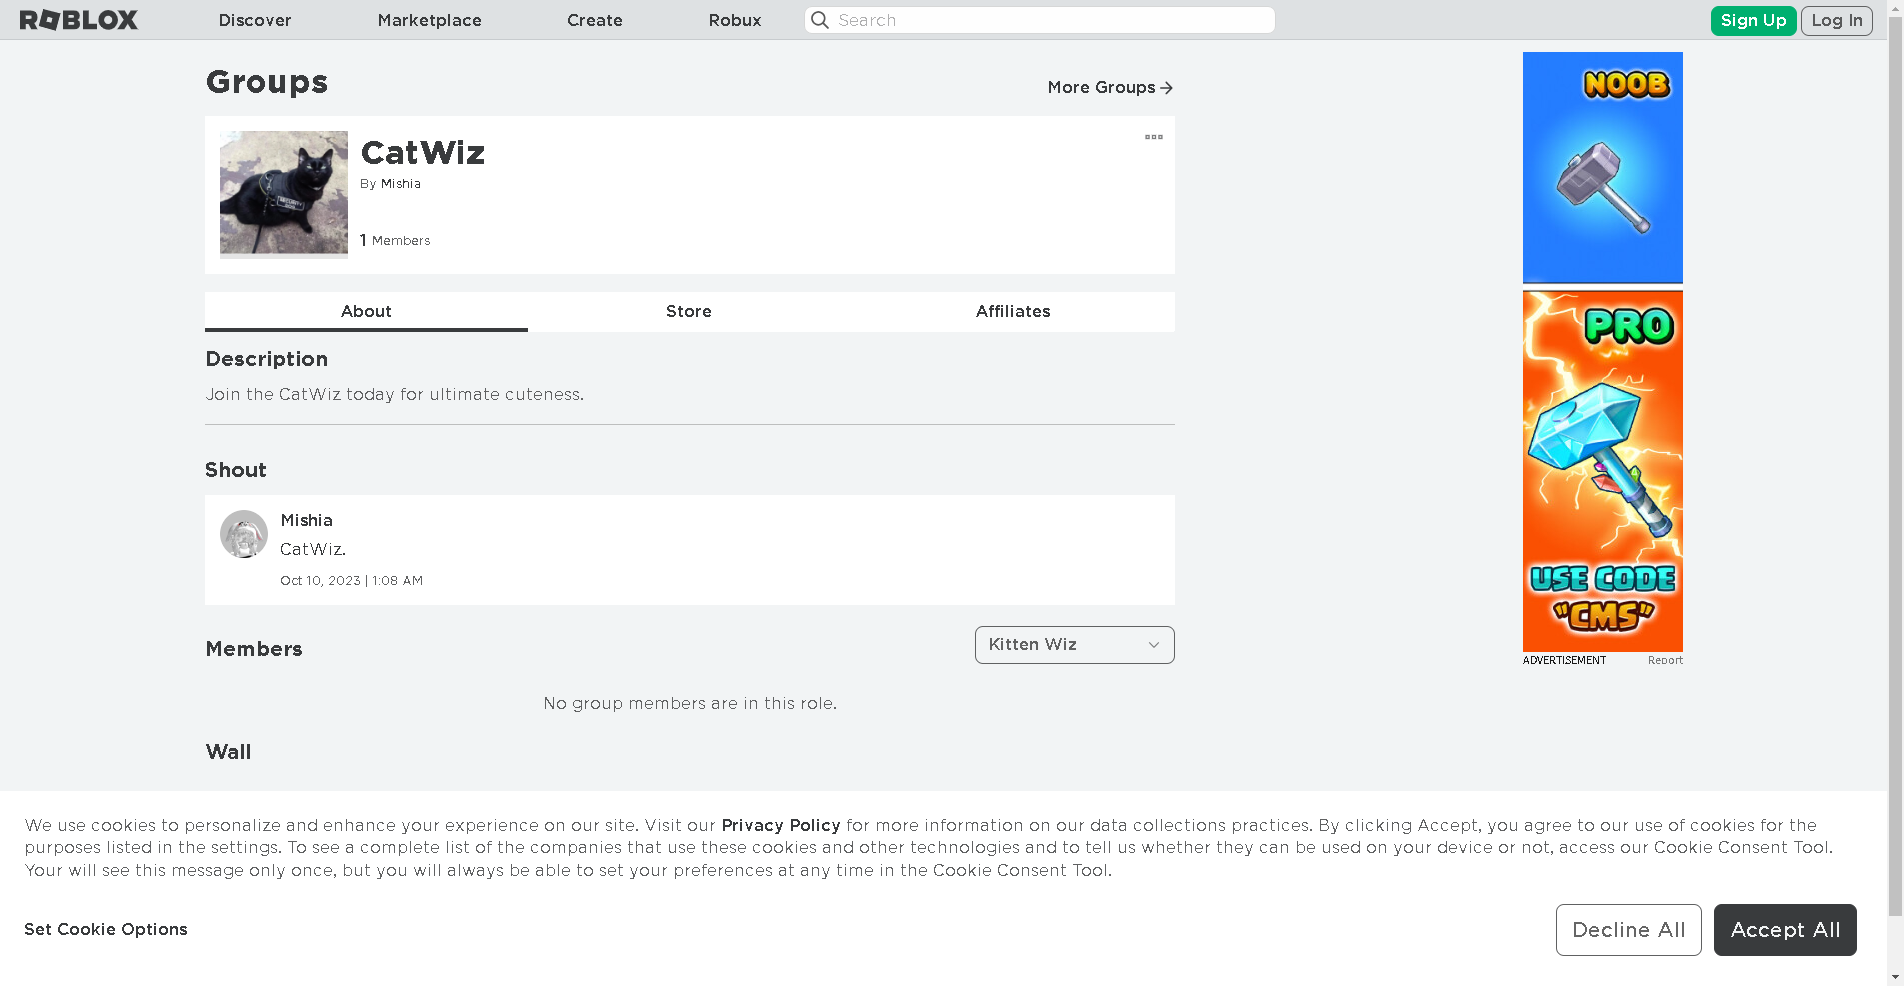 ROBLOX Discover Marketplace Create Robux Search Sign Up Log In
Groups
More Groups
CatWiz
By Mishia
1 Members
About Store Affiliates
Description
Join the CatWiz today for ultimate cuteness.
Shout
Mishia
CatWiz.
Oct 10, 2023 | 1:08 AM
Members
Kitten Wiz
No group members are in this role.
Wall
NOOB
PRO
USE CODE
"CMS"
ADVERTISEMENT Report
We use cookies to personalize and enhance your experience on our site. Visit our Privacy Policy for more information on our data collections practices. By clicking Accept, you agree to our use of cookies for the
purposes listed in the settings. To see a complete list of the companies that use these cookies and other technologies and to tell us whether they can be used on your device or not, access our Cookie Consent Tool.
Your will see this message only once, but you will always be able to set your preferences at any time in the Cookie Consent Tool.
Set Cookie Options
Decline All
Accept All